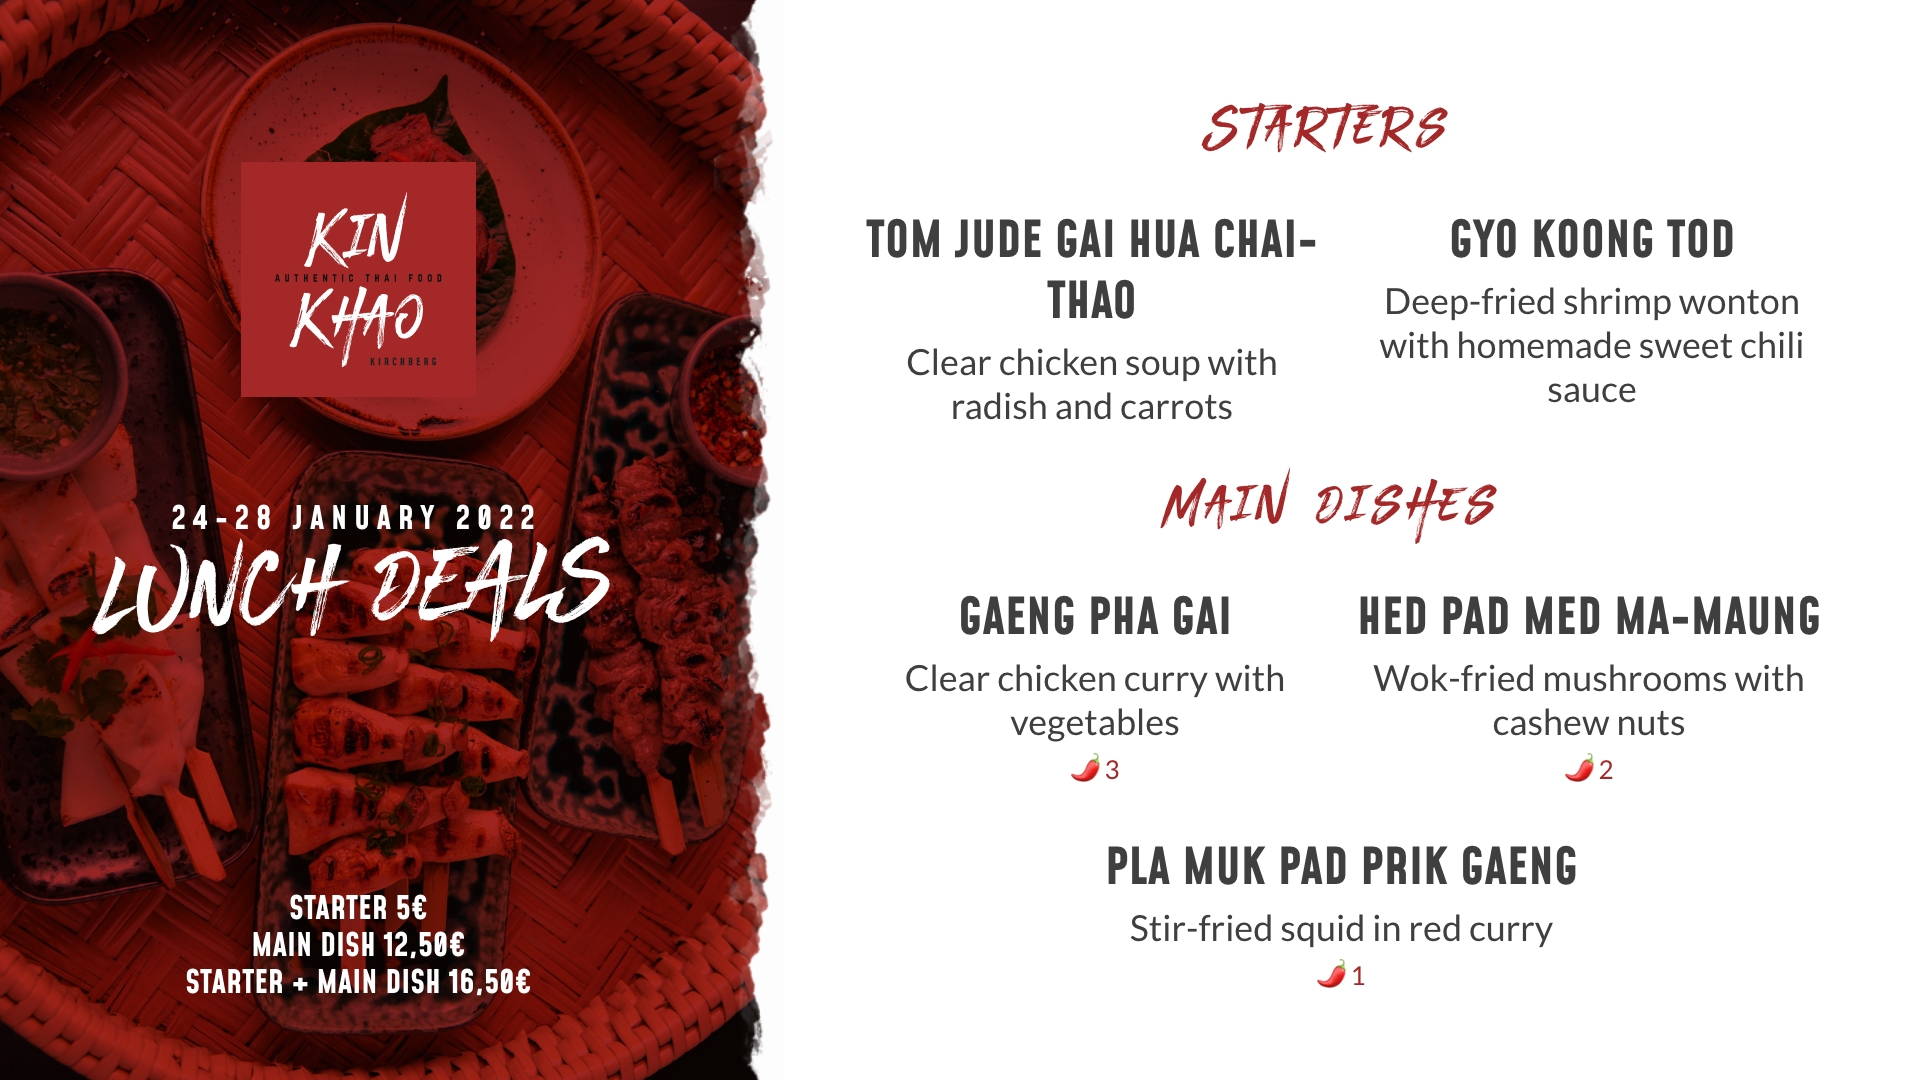 KIN
AUTHENTIC THAI FOOD
KHAO
KIRCHBERG
24-28 JANUARY 2022
LUNCH DEALS
STARTER 5€
MAIN DISH 12,50€
STARTER + MAIN DISH 16,50€
STARTERS
TOM JUDE GAI HUA CHAI-
THAO
Clear chicken soup with
radish and carrots
GYO KOONG TOD
Deep-fried shrimp wonton
with homemade sweet chili
sauce
MAIN DISHES
GAENG PHA GAI
Clear chicken curry with
vegetables
🌶️ 3
HED PAD MED MA-MAUNG
Wok-fried mushrooms with
cashew nuts
🌶️ 2
PLA MUK PAD PRIK GAENG
Stir-fried squid in red curry
🌶️ 1